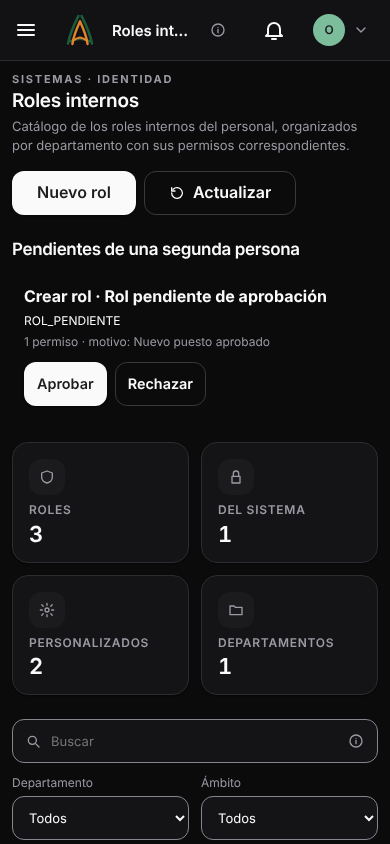 Roles int...
O
SISTEMAS · IDENTIDAD
Roles internos
Catálogo de los roles internos del personal, organizados
por departamento con sus permisos correspondientes.
Nuevo rol
Actualizar
Pendientes de una segunda persona
Crear rol · Rol pendiente de aprobación
ROL_PENDIENTE
1 permiso · motivo: Nuevo puesto aprobado
Aprobar
Rechazar
ROLES
3
DEL SISTEMA
1
PERSONALIZADOS
2
DEPARTAMENTOS
1
Buscar
Departamento
Ámbito
Todos
Todos